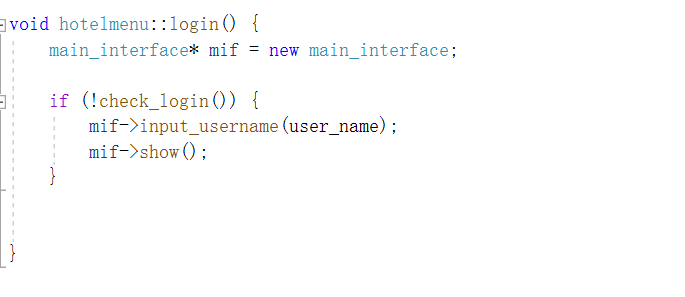 void hotelmenu::login() {
main_interface* mif = new main_interface;
if (!check_login()) {
mif->input_username(user_name);
mif->show();
}
}